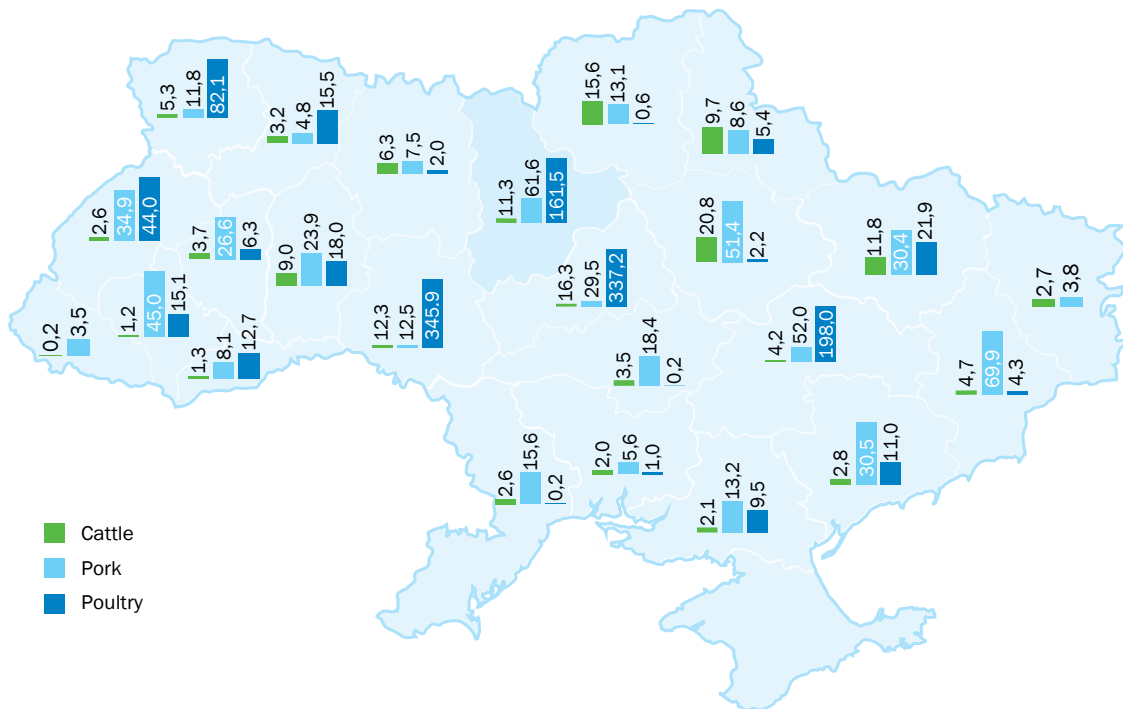 5,3 11,8 82,1
3,2 4,8 15,5
6,3 7,5 2,0
15,6 13,1 0,6
9,7 8,6 5,4
2,6 34,9 44,0
3,7 26,6 6,3
9,0 23,9 18,0
11,3 61,6 161,5
20,8 51,4 2,2
11,8 30,4 21,9
2,7 3,8
0,2 3,5
1,2 45,0 15,1
1,3 8,1 12,7
12,3 12,5 345.9
16,3 29,5 337,2
3,5 18,4 0,2
4,2 52,0 198,0
4,7 69,9 4,3
2,6 15,6 0,2
2,0 5,6 1,0
2,1 13,2 9,5
2,8 30,5 11,0
Cattle
Pork
Poultry